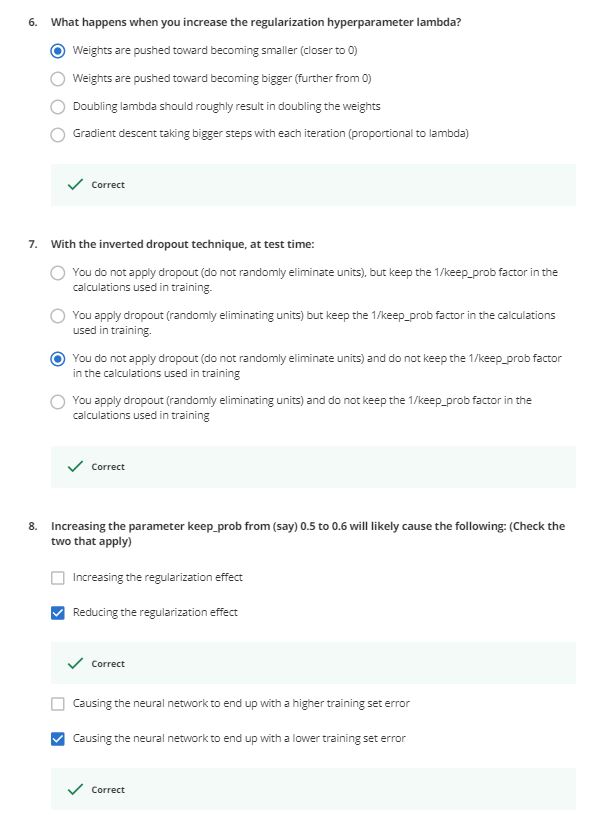 6. What happens when you increase the regularization hyperparameter lambda?
Weights are pushed toward becoming smaller (closer to 0)
Weights are pushed toward becoming bigger (further from 0)
Doubling lambda should roughly result in doubling the weights
Gradient descent taking bigger steps with each iteration (proportional to lambda)
Correct
7. With the inverted dropout technique, at test time:
You do not apply dropout (do not randomly eliminate units), but keep the 1/keep_prob factor in the
calculations used in training.
You apply dropout (randomly eliminating units) but keep the 1/keep_prob factor in the calculations
used in training.
You do not apply dropout (do not randomly eliminate units) and do not keep the 1/keep_prob factor
in the calculations used in training
You apply dropout (randomly eliminating units) and do not keep the 1/keep_prob factor in the
calculations used in training
Correct
8. Increasing the parameter keep_prob from (say) 0.5 to 0.6 will likely cause the following: (Check the
two that apply)
Increasing the regularization effect
Reducing the regularization effect
Correct
Causing the neural network to end up with a higher training set error
Causing the neural network to end up with a lower training set error
Correct